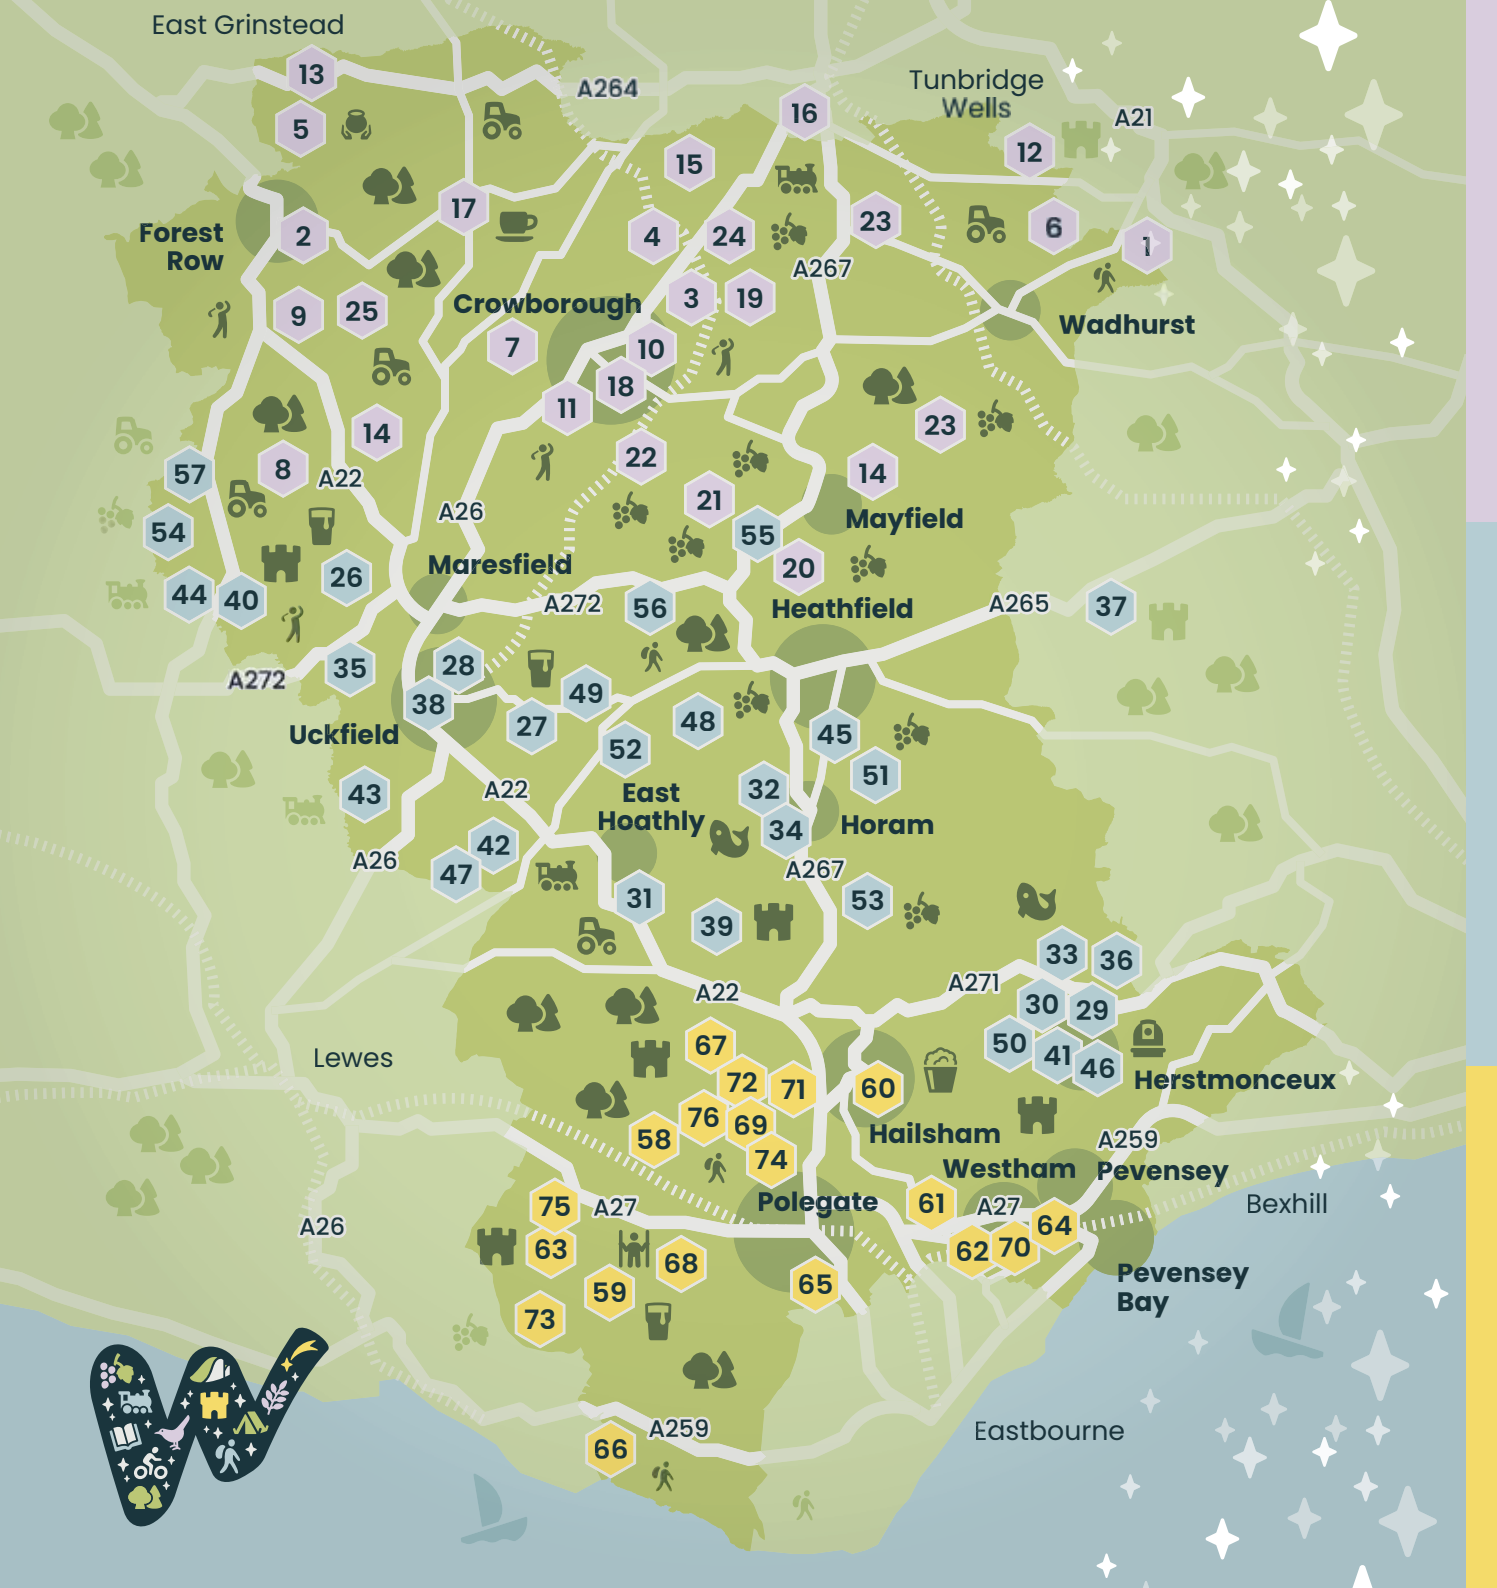 East Grinstead
13
A264
Tunbridge
Wells
A21
5
16
12
15
17
Forest
Row
2
4
24
23
6
1
A267
9
25
Crowborough
3
19
Wadhurst
7
10
18
11
14
23
8
22
14
57
A22
21
A26
Mayfield
54
55
Maresfield
20
26
44
40
A272
56
Heathfield
A265
37
A272
35
28
38
49
27
48
Uckfield
52
45
43
A22
East
Hoathly
32
51
34
Horam
A26
42
47
A267
31
39
53
33
36
A22
A271
30
29
67
50
41
46
Lewes
72
71
60
Herstmonceux
76
69
58
Hailsham
A259
74
Westham
Pevensey
75
A27
Polegate
61
A27
Bexhill
A26
64
63
62
70
68
59
65
Pevensey
Bay
73
66
A259
Eastbourne